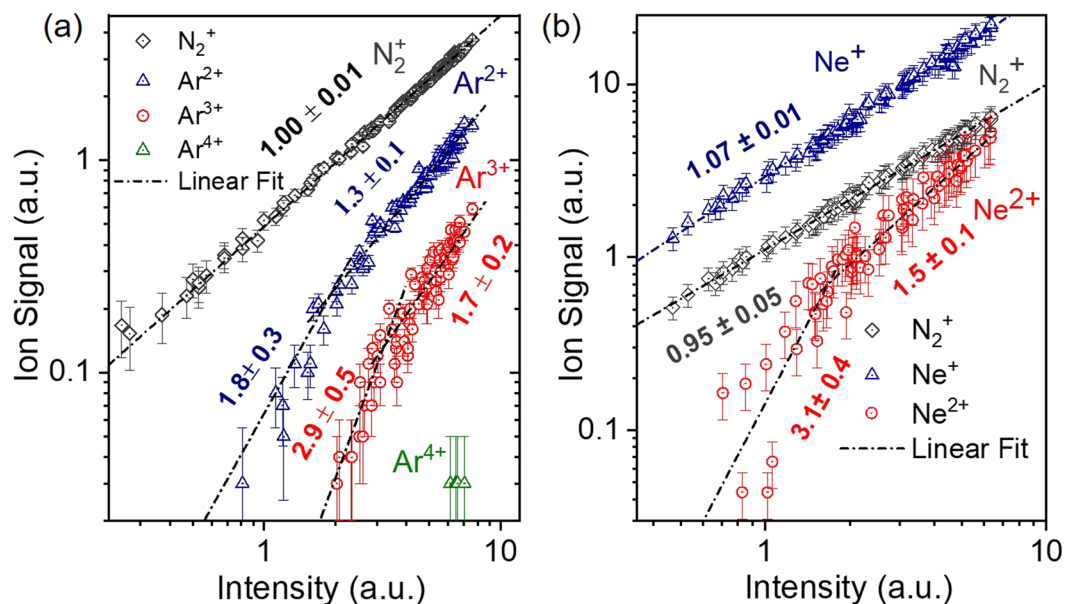 (a)
N₂⁺
Ar²⁺
Ar³⁺
Ar⁴⁺
Linear Fit
N₂⁺
Ar²⁺
Ar³⁺
Ar⁴⁺
1.00 ± 0.01
1.3 ± 0.1
1.8 ± 0.3
2.9 ± 0.5
1.7 ± 0.2
Ion Signal (a.u.)
1
0.1
1
10
Intensity (a.u.)
(b)
Ne⁺
N₂⁺
Ne²⁺
1.07 ± 0.01
0.95 ± 0.05
1.5 ± 0.1
3.1 ± 0.4
N₂⁺
Ne⁺
Ne²⁺
Linear Fit
Ion Signal (a.u.)
10
1
0.1
1
10
Intensity (a.u.)